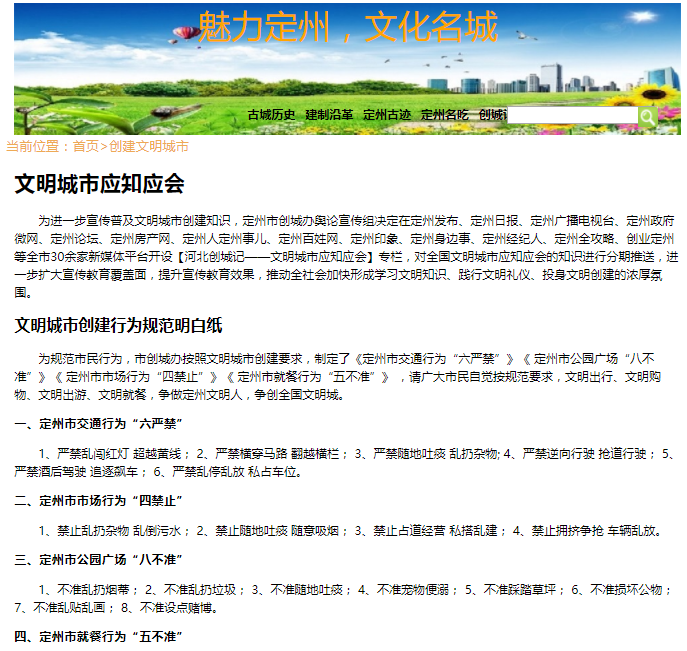 魅力定州，文化名城
古城历史 建制沿革 定州古迹 定州名吃 创城
当前位置：首页>创建文明城市
文明城市应知应会
为进一步宣传普及文明城市创建知识，定州市创城办舆论宣传组决定在定州发布、定州日报、定州广播电视台、定州政府
微网、定州论坛、定州房产网、定州人定州事儿、定州百姓网、定州印象、定州身边事、定州经纪人、定州全攻略、创业定州
等全市30余家新媒体平台开设【河北创城记——文明城市应知应会】专栏，对全国文明城市应知应会的知识进行分期推送，进
一步扩大宣传教育覆盖面，提升宣传教育效果，推动全社会加快形成学习文明知识、践行文明礼仪、投身文明创建的浓厚氛
围。
文明城市创建行为规范明白纸
为规范市民行为，市创城办按照文明城市创建要求，制定了《定州市交通行为“六严禁”》《 定州市公园广场“八不
准”》《 定州市市场行为“四禁止”》《 定州市就餐行为“五不准”》 ，请广大市民自觉按规范要求，文明出行、文明购
物、文明出游、文明就餐，争做定州文明人，争创全国文明城。
一、定州市交通行为“六严禁”
1、严禁乱闯红灯 超越黄线； 2、严禁横穿马路 翻越横栏； 3、严禁随地吐痰 乱扔杂物; 4、严禁逆向行驶 抢道行驶； 5、
严禁酒后驾驶 追逐飙车； 6、严禁乱停乱放 私占车位。
二、定州市市场行为“四禁止”
1、禁止乱扔杂物 乱倒污水； 2、禁止随地吐痰 随意吸烟； 3、禁止占道经营 私搭乱建； 4、禁止拥挤争抢 车辆乱放。
三、定州市公园广场“八不准”
1、不准乱扔烟蒂； 2、不准乱扔垃圾； 3、不准随地吐痰； 4、不准宠物便溺； 5、不准踩踏草坪； 6、不准损坏公物；
7、不准乱贴乱画； 8、不准设点赌博。
四、定州市就餐行为“五不准”